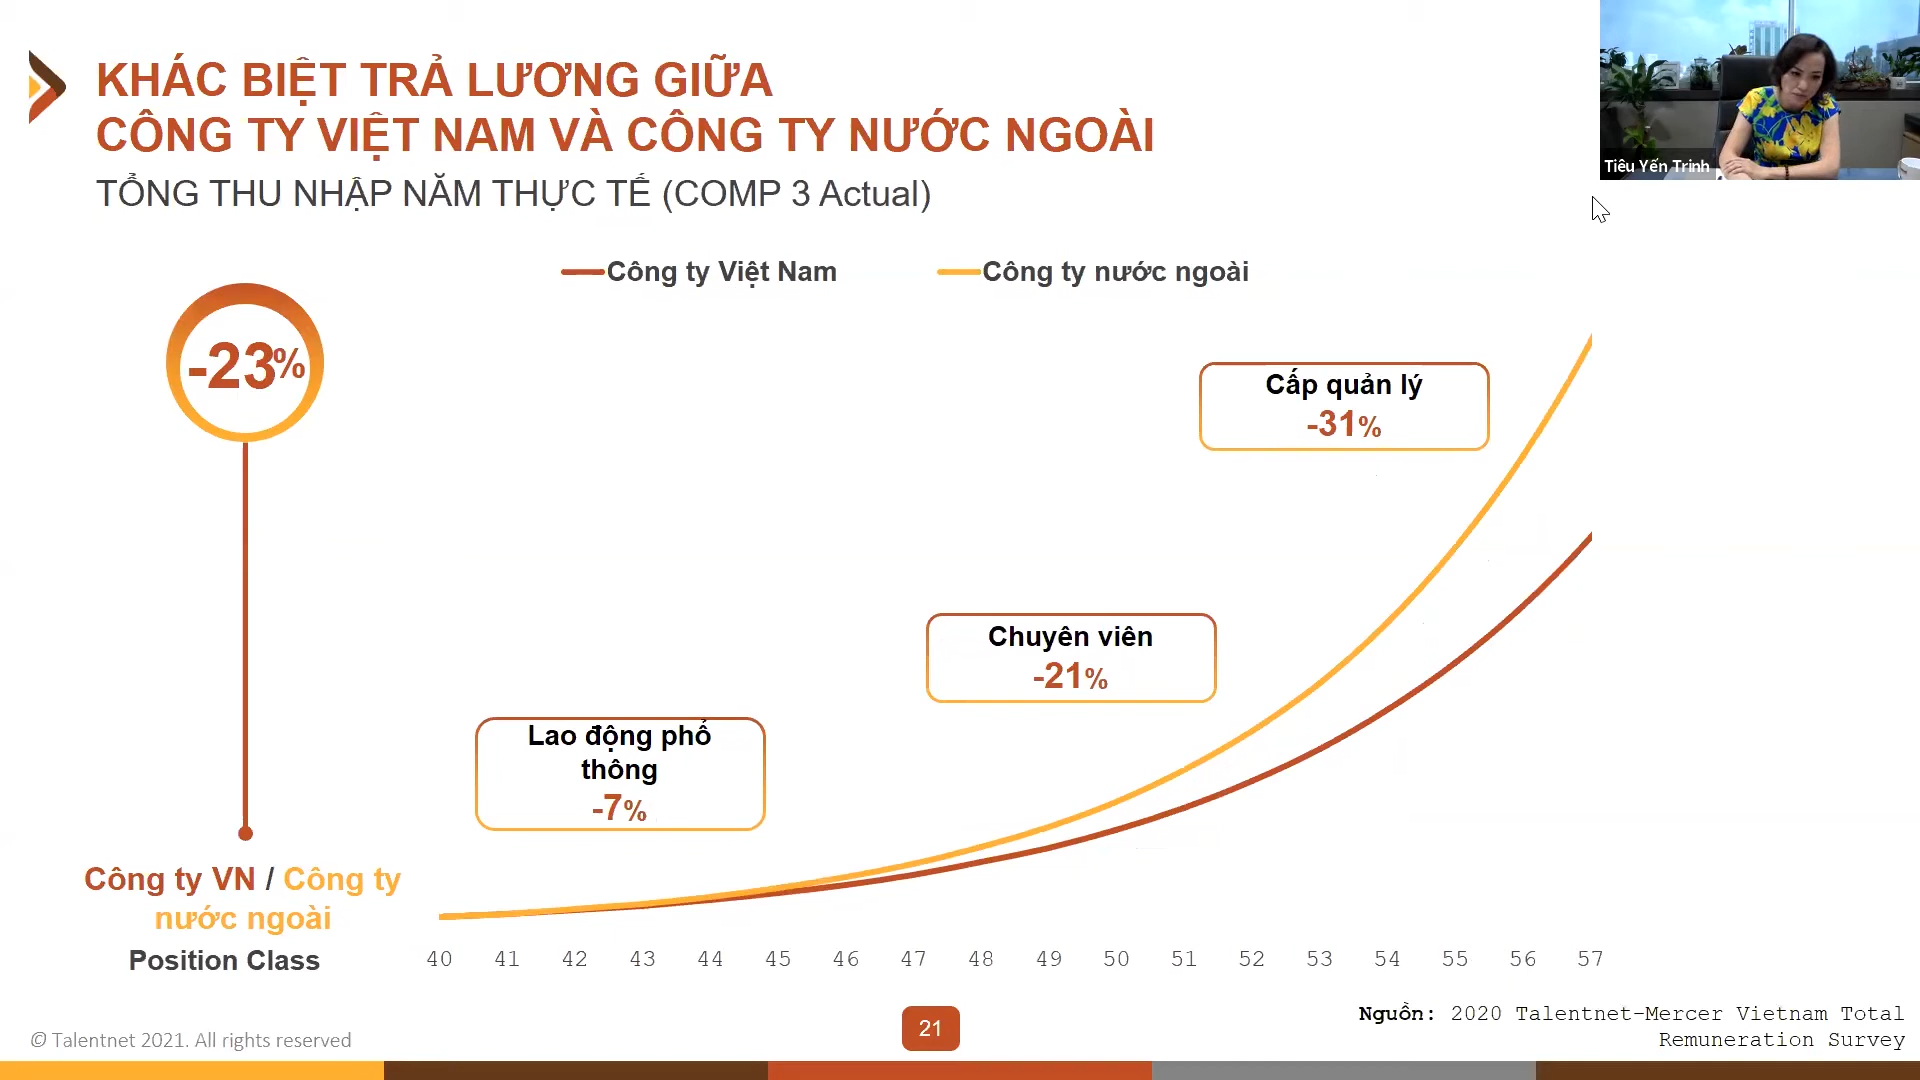 KHÁC BIỆT TRẢ LƯƠNG GIỮA
CÔNG TY VIỆT NAM VÀ CÔNG TY NƯỚC NGOÀI
TỔNG THU NHẬP NĂM THỰC TẾ (COMP 3 Actual)
Tiêu Yến Trinh
Công ty Việt Nam
Công ty nước ngoài
-23%
Cấp quản lý
-31%
Chuyên viên
-21%
Lao động phổ
thông
-7%
Công ty VN / Công ty
nước ngoài
Position Class
40 41 42 43 44 45 46 47 48 49 50 51 52 53 54 55 56 57
Nguồn: 2020 Talentnet-Mercer Vietnam Total
Remuneration Survey
© Talentnet 2021. All rights reserved
21